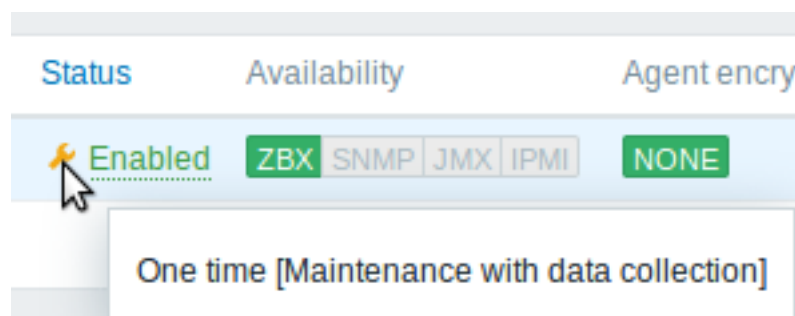 Status Availability Agent encry
Enabled ZBX SNMP JMX IPMI NONE
One time [Maintenance with data collection]